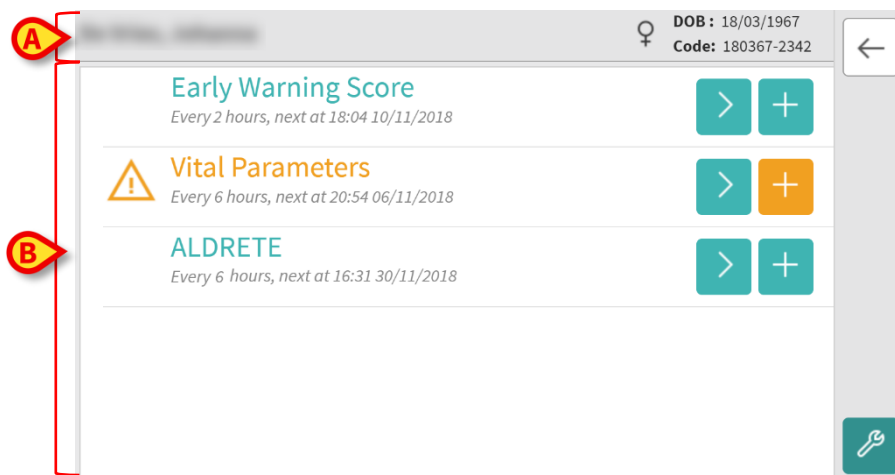 A
DOB : 18/03/1967
Code: 180367-2342
B
Early Warning Score
Every 2 hours, next at 18:04 10/11/2018
Vital Parameters
Every 6 hours, next at 20:54 06/11/2018
ALDRETE
Every 6 hours, next at 16:31 30/11/2018